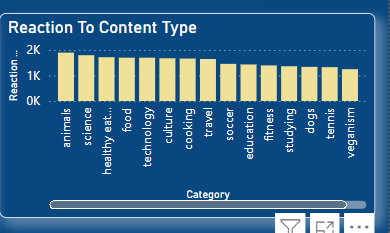 Reaction To Content Type
Reaction ...
2K
1K
0K
animals
science
healthy eat...
food
technology
culture
cooking
travel
soccer
education
fitness
studying
dogs
tennis
veganism
Category